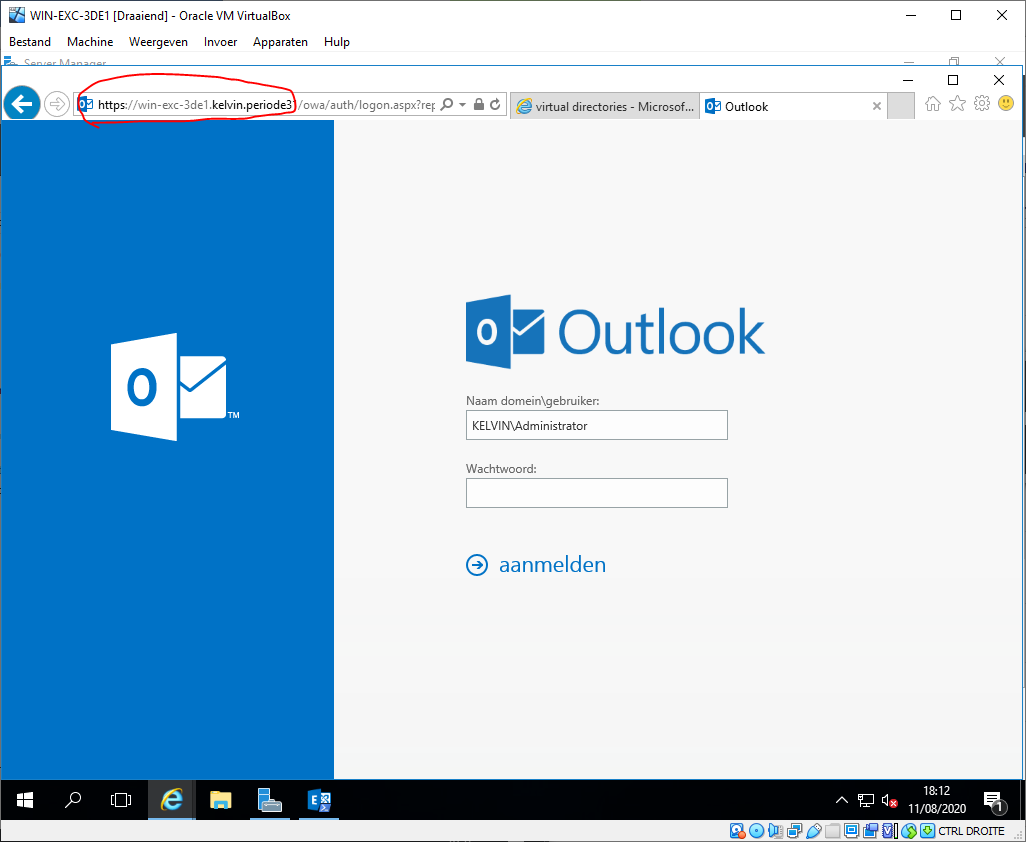 WIN-EXC-3DE1 [Draaiend] - Oracle VM VirtualBox
Bestand Machine Weergeven Invoer Apparaten Hulp
Server Manager
https://win-exc-3de1.kelvin.periode3/owa/auth/logon.aspx?rep
virtual directories - Microsof...
Outlook
O
TM
O
Outlook
Naam domein\gebruiker:
KELVIN\Administrator
Wachtwoord:
aanmelden
18:12
11/08/2020
1
CTRL DROITE